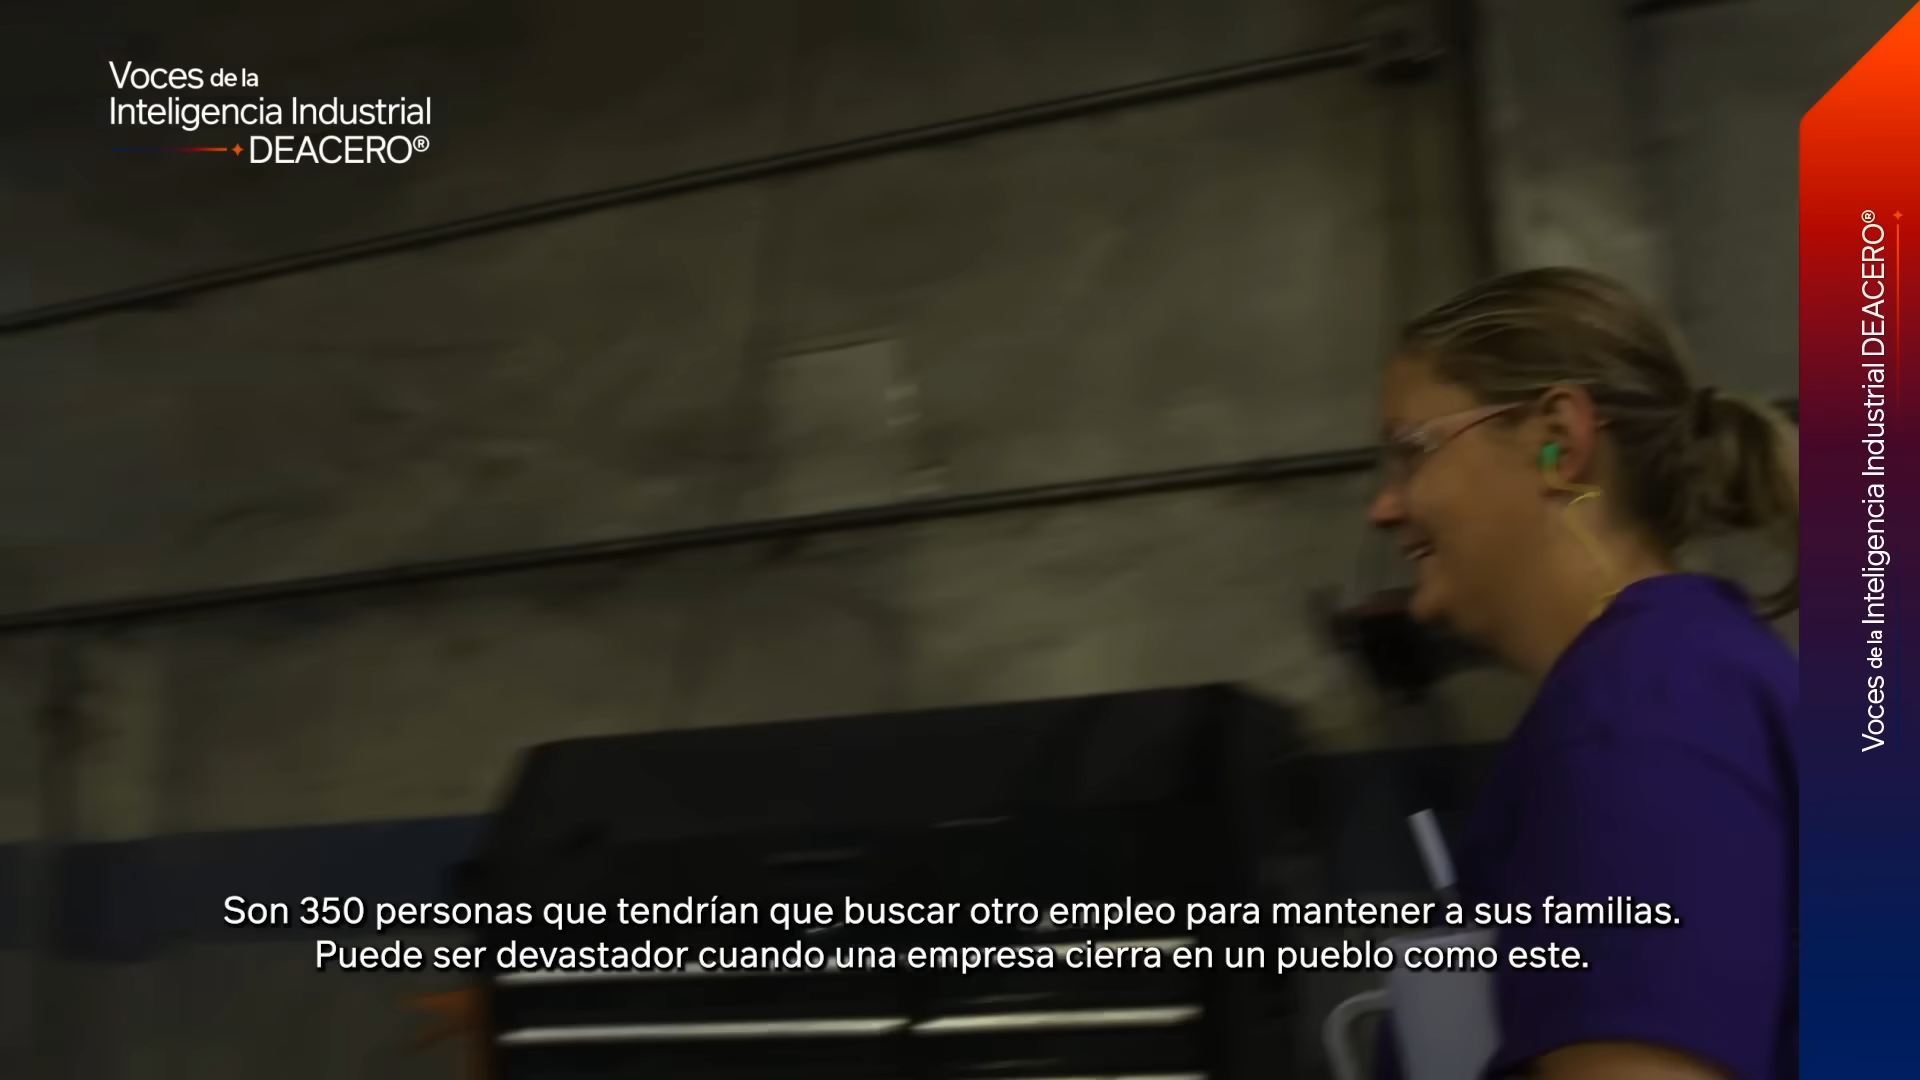 Voces de la
Inteligencia Industrial
DEACERO®
Voces de la Inteligencia Industrial DEACERO®
Son 350 personas que tendrían que buscar otro empleo para mantener a sus familias.
Puede ser devastador cuando una empresa cierra en un pueblo como este.